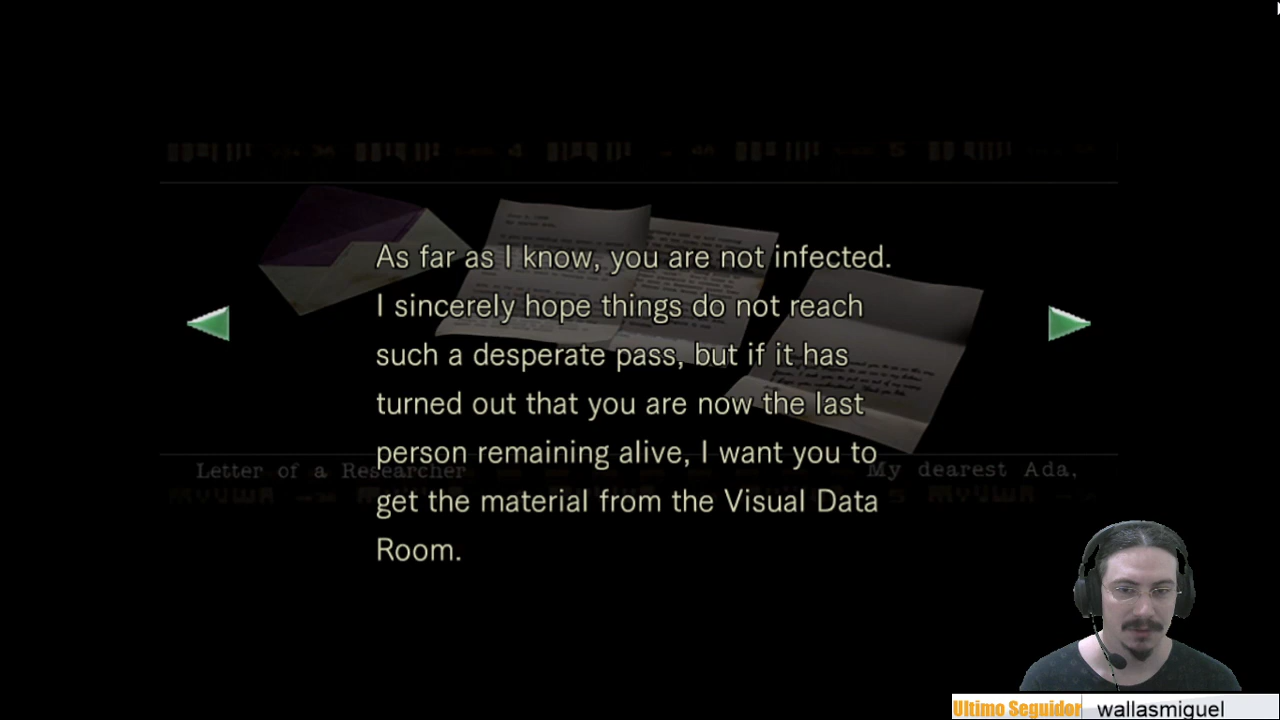 As far as I know, you are not infected.
I sincerely hope things do not reach
such a desperate pass, but if it has
turned out that you are now the last
person remaining alive, I want you to
Letter of a Researcher
My dearest Ada,
get the material from the Visual Data
Room.
Ultimo Seguidor wallasmiguel